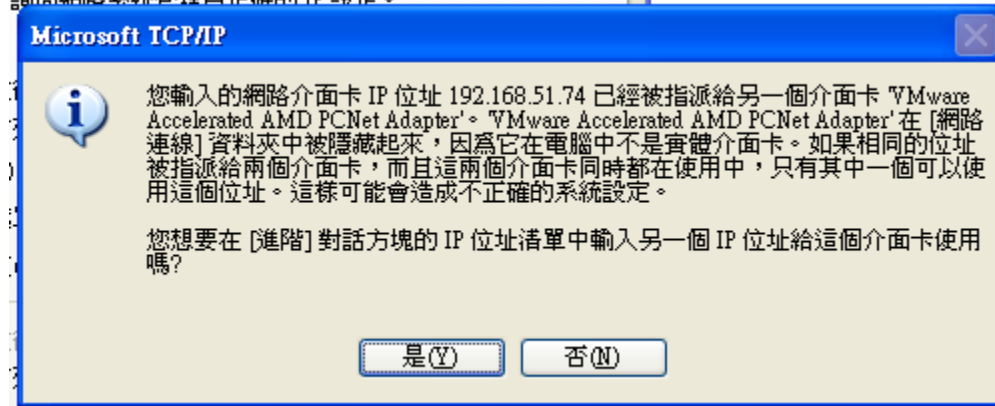 Microsoft TCP/IP
您輸入的網路介面卡 IP 位址 192.168.51.74 已經被指派給另一個介面卡 'VMware
Accelerated AMD PCNet Adapter'。'VMware Accelerated AMD PCNet Adapter' 在 [網路
連線] 資料夾中被隱藏起來，因為它在電腦中不是實體介面卡。如果相同的位址
被指派給兩個介面卡，而且這兩個介面卡同時都在使用中，只有其中一個可以使
用這個位址。這樣可能會造成不正確的系統設定。
您想要在 [進階] 對話方塊的 IP 位址清單中輸入另一個 IP 位址給這個介面卡使用
嗎?
是(Y)
否(N)